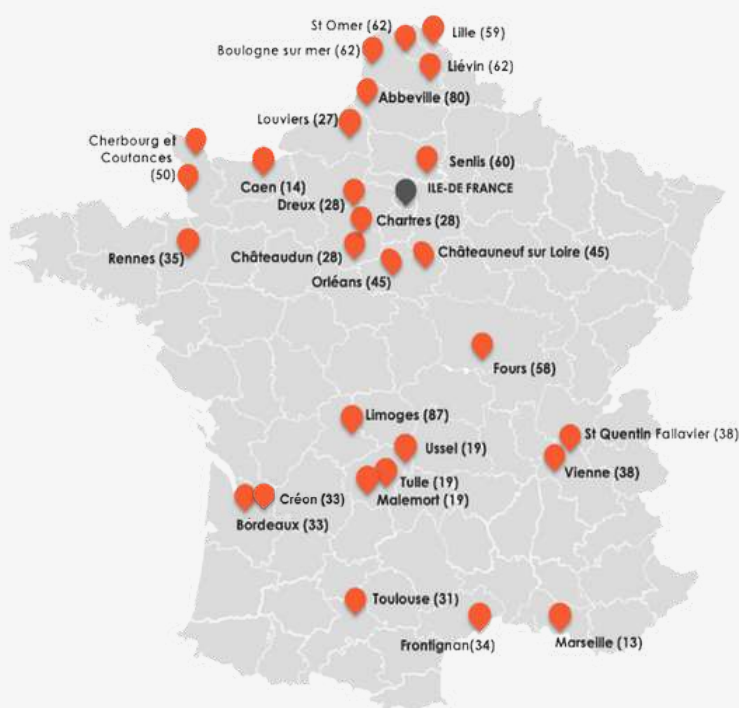 St Omer (62)
Lille (59)
Boulogne sur mer (62)
Liévin (62)
Abbeville (80)
Louviers (27)
Cherbourg et
Coutances
(50)
Senlis (60)
Caen (14)
ILE-DE FRANCE
Dreux (28)
Chartres (28)
Rennes (35)
Châteaudun (28)
Châteauneuf sur Loire (45)
Orléans (45)
Fours (58)
Limoges (87)
St Quentin Fallavier (38)
Ussel (19)
Vienne (38)
Tulle (19)
Créon (33)
Malemort (19)
Bordeaux (33)
Toulouse (31)
Frontignan(34)
Marseille (13)